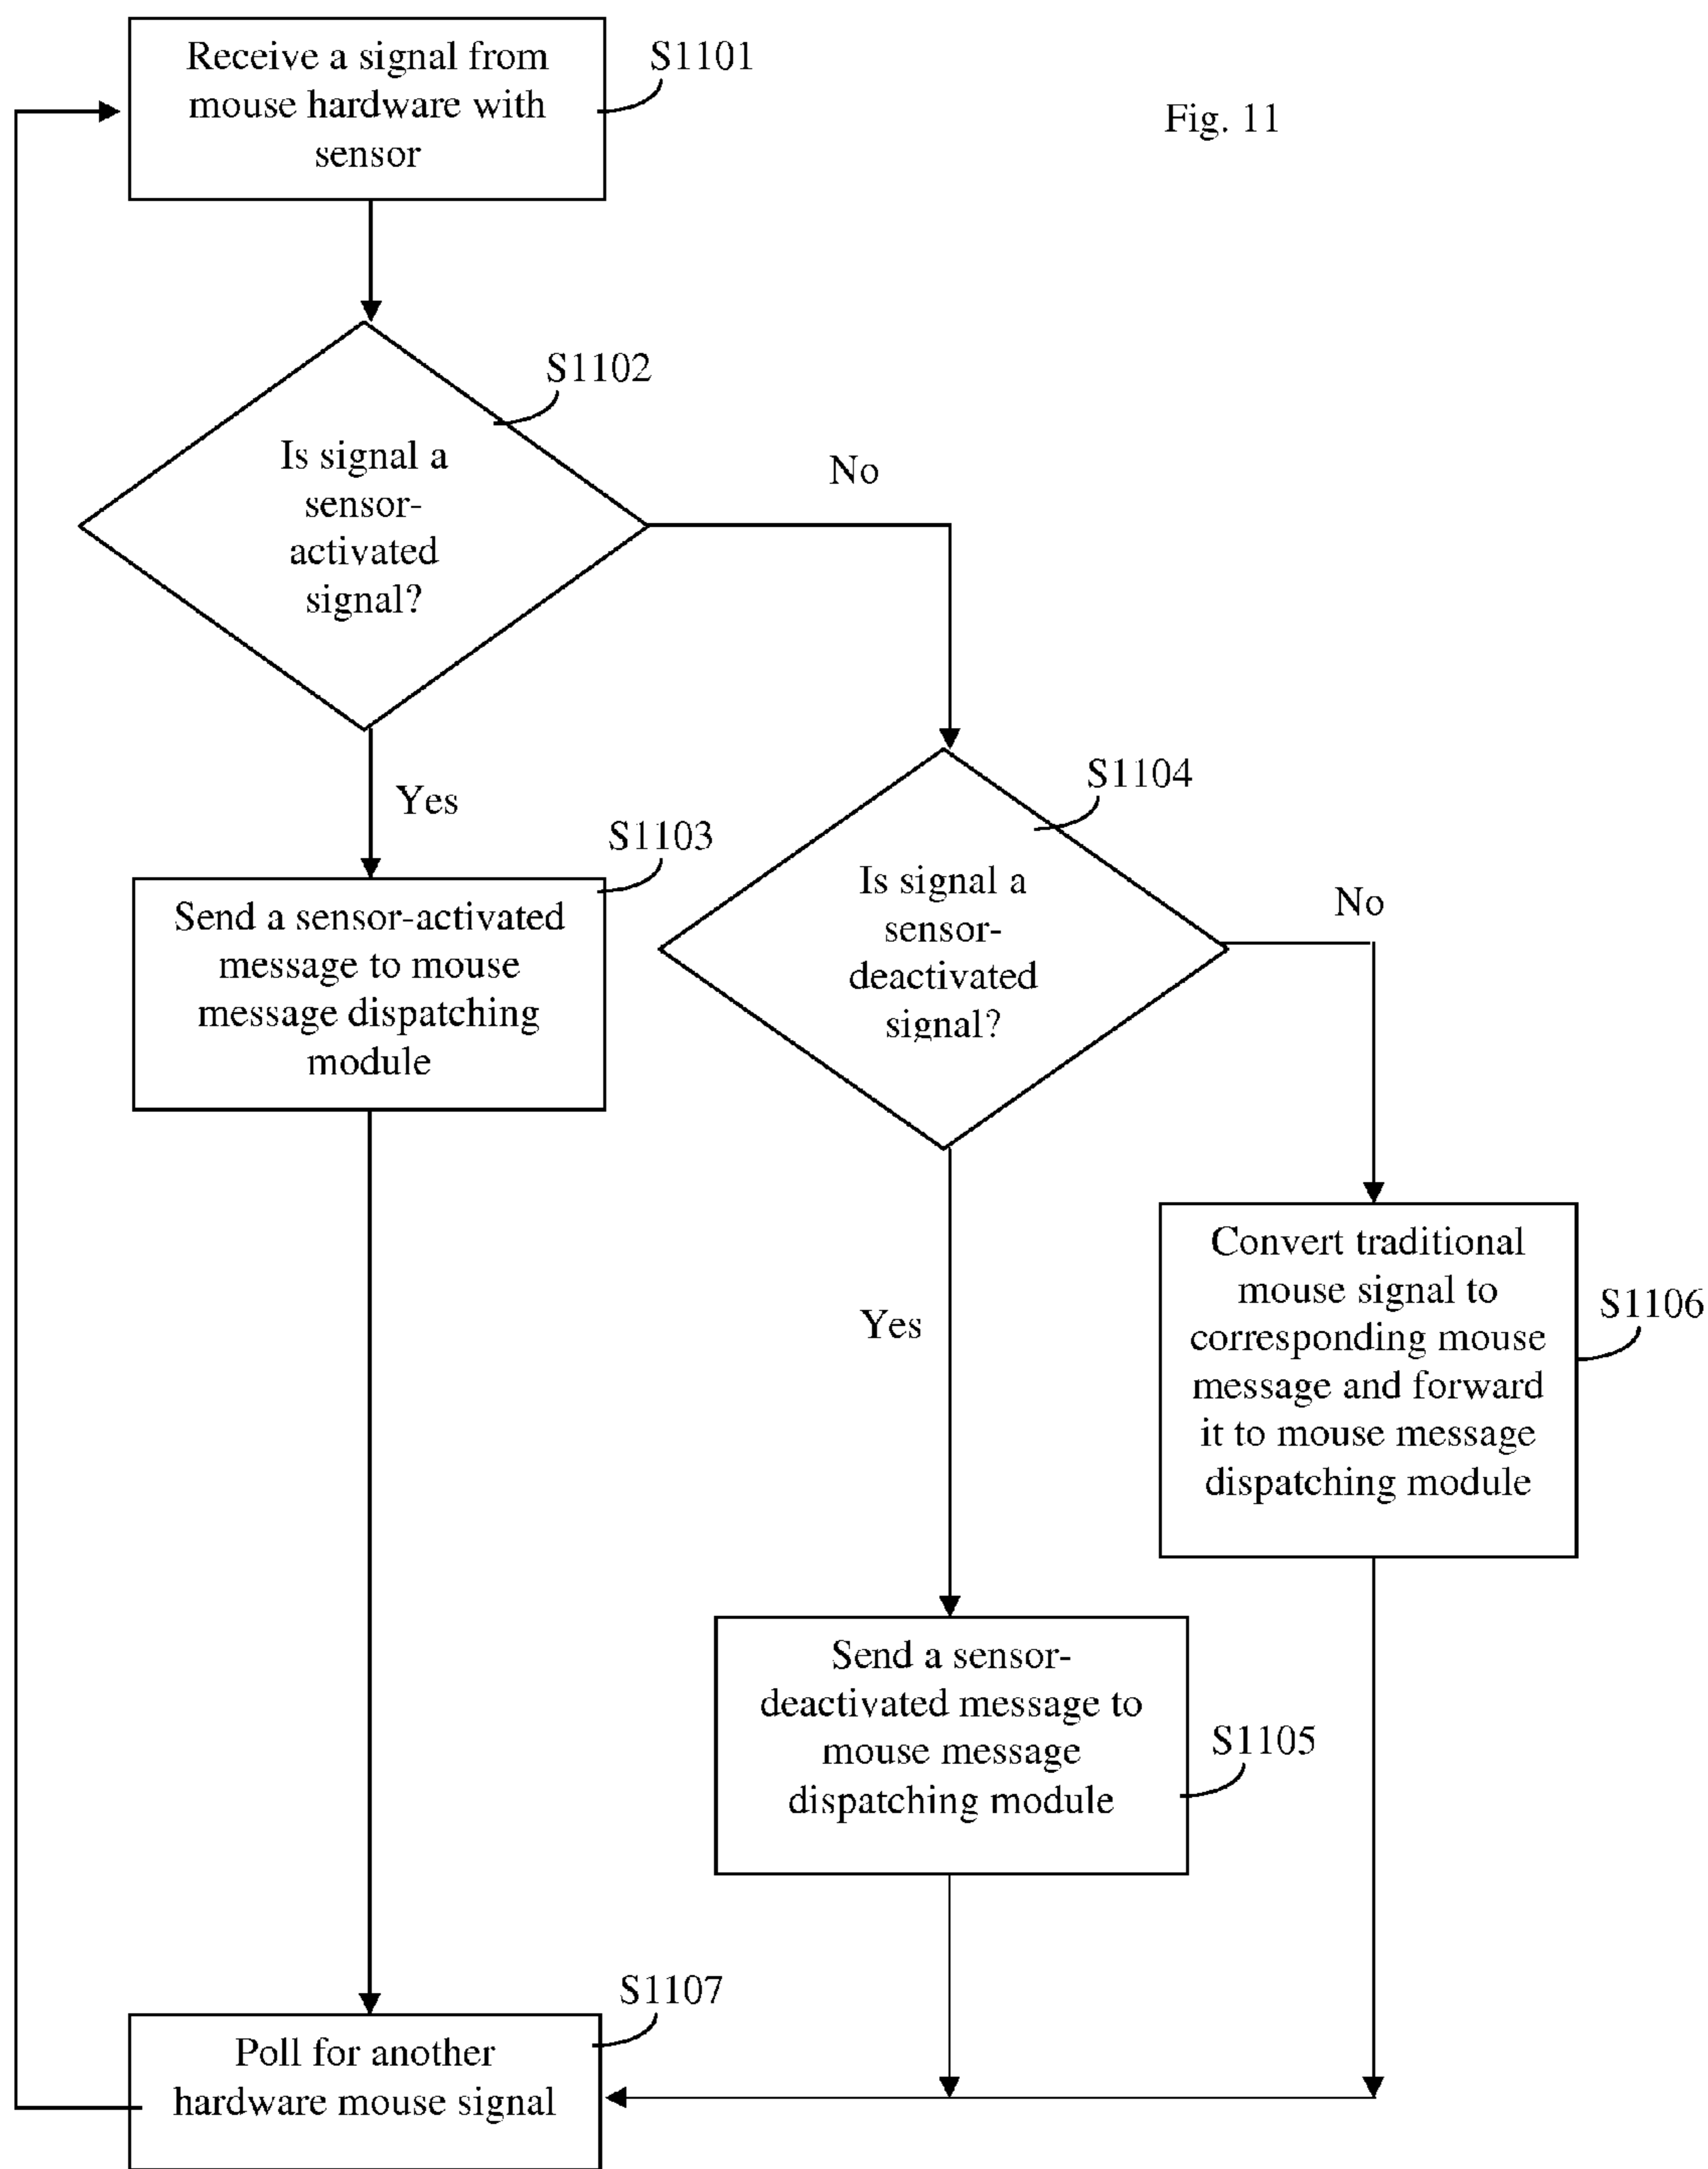 Receive a signal from
mouse hardware with
sensor
S1101
Fig. 11
S1102
Is signal a
sensor-
activated
signal?
No
Yes
S1103
Send a sensor-activated
message to mouse
message dispatching
module
S1104
Is signal a
sensor-
deactivated
signal?
No
Yes
Convert traditional
mouse signal to
corresponding mouse
message and forward
it to mouse message
dispatching module
S1106
Send a sensor-
deactivated message to
mouse message
dispatching module
S1105
S1107
Poll for another
hardware mouse signal